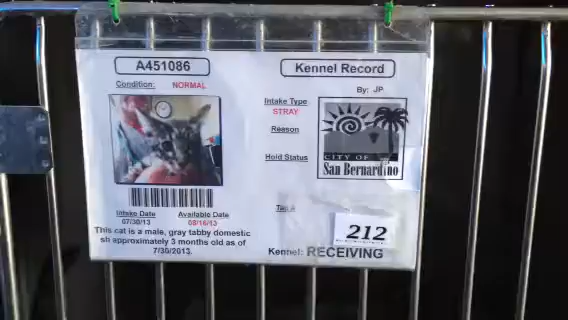 A451086
Condition: NORMAL
Intake Date Available Date
07/30/13 08/16/13
This cat is a male, gray tabby domestic
sh approximately 3 months old as of
7/30/2013.
Kennel Record
By: JP
Intake Type
STRAY
Reason
Hold Status
CITY OF
San Bernardino
Tag #
212
Kennel: RECEIVING